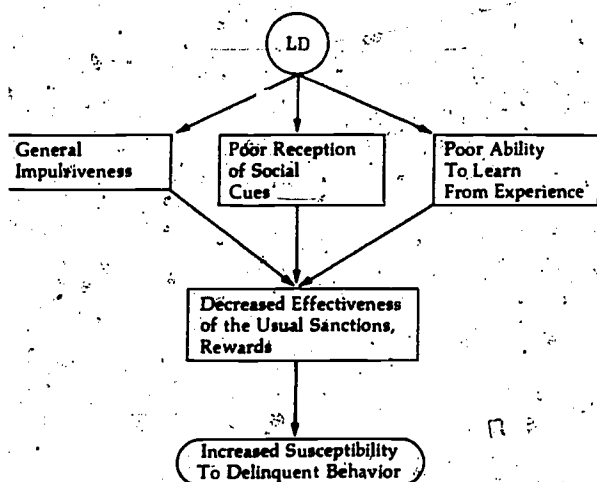 LD
General
Impulsiveness
Poor Reception
of Social
Cues
Poor Ability
To Learn
From Experience
Decreased Effectiveness
of the Usual Sanctions,
Rewards
Increased Susceptibility
To Delinquent Behavior